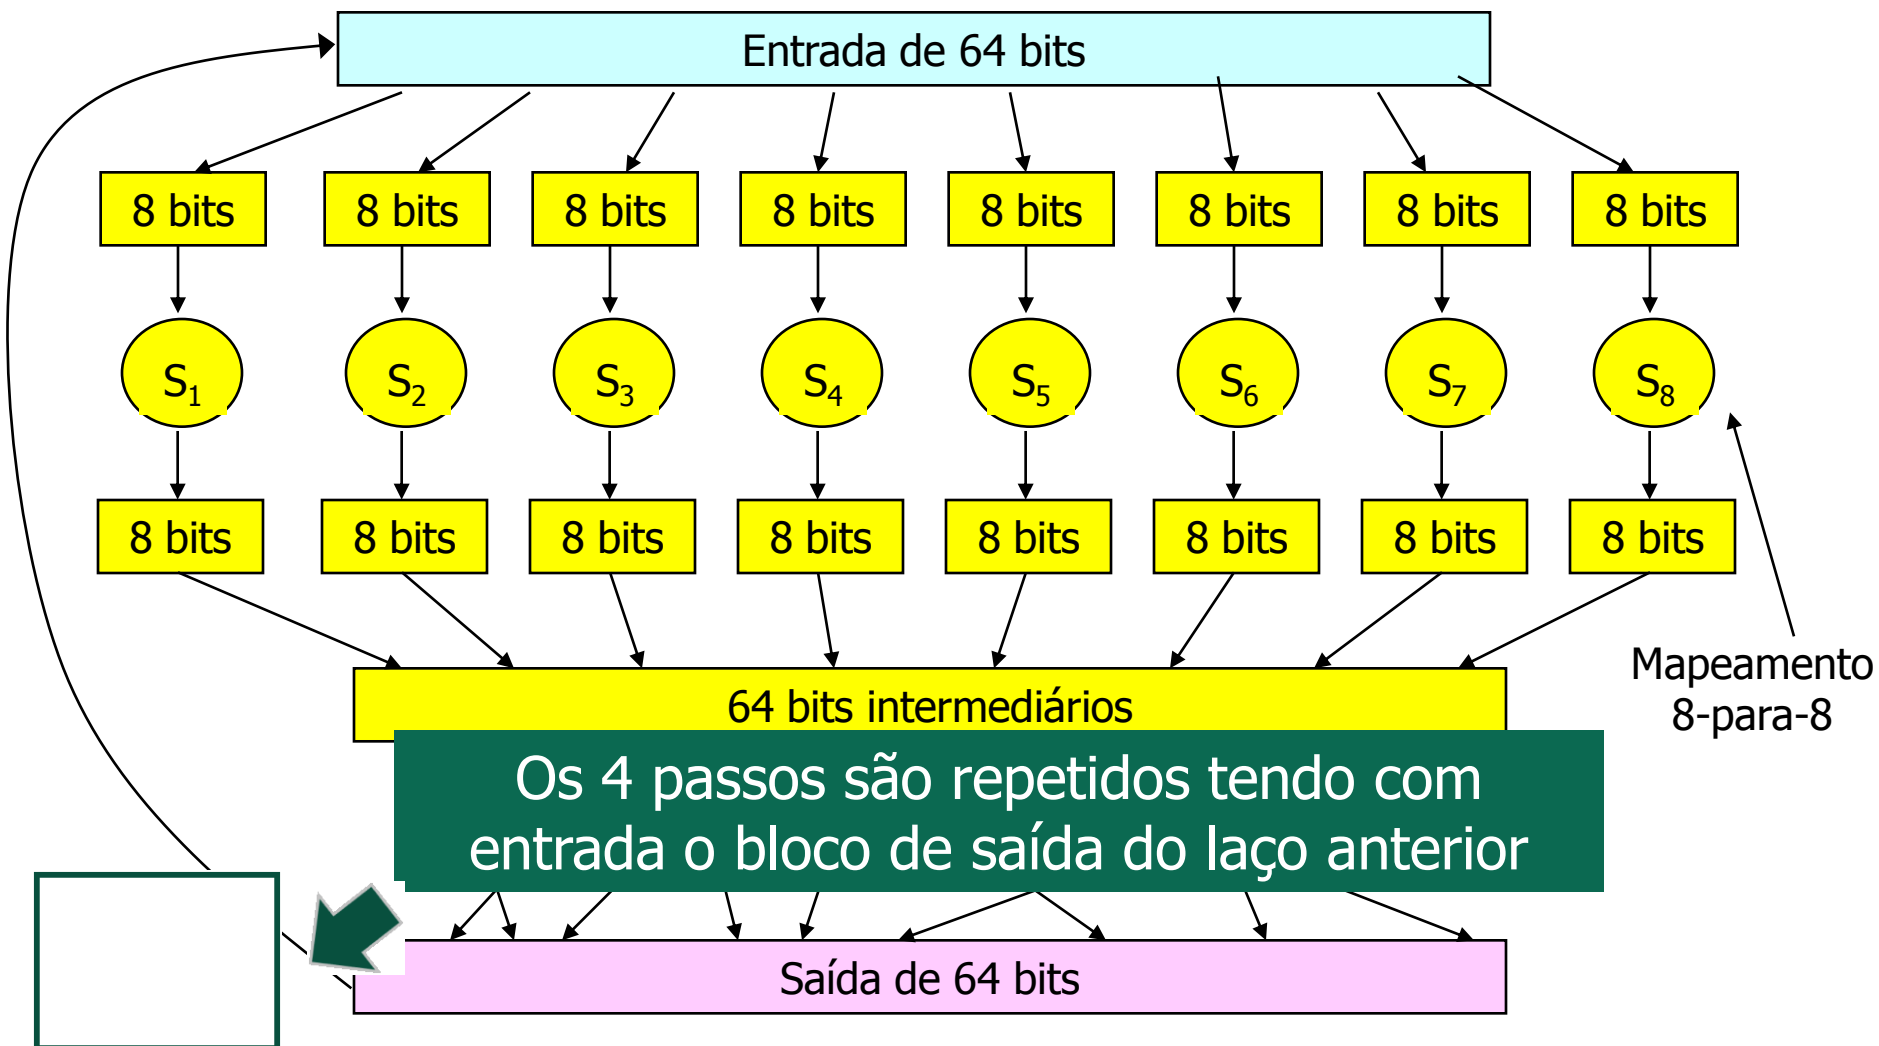 Entrada de 64 bits
8 bits 8 bits 8 bits 8 bits 8 bits 8 bits 8 bits 8 bits
S1 S2 S3 S4 S5 S6 S7 S8
8 bits 8 bits 8 bits 8 bits 8 bits 8 bits 8 bits 8 bits
Mapeamento
8-para-8
64 bits intermediários
Os 4 passos são repetidos tendo com
entrada o bloco de saída do laço anterior
Saída de 64 bits